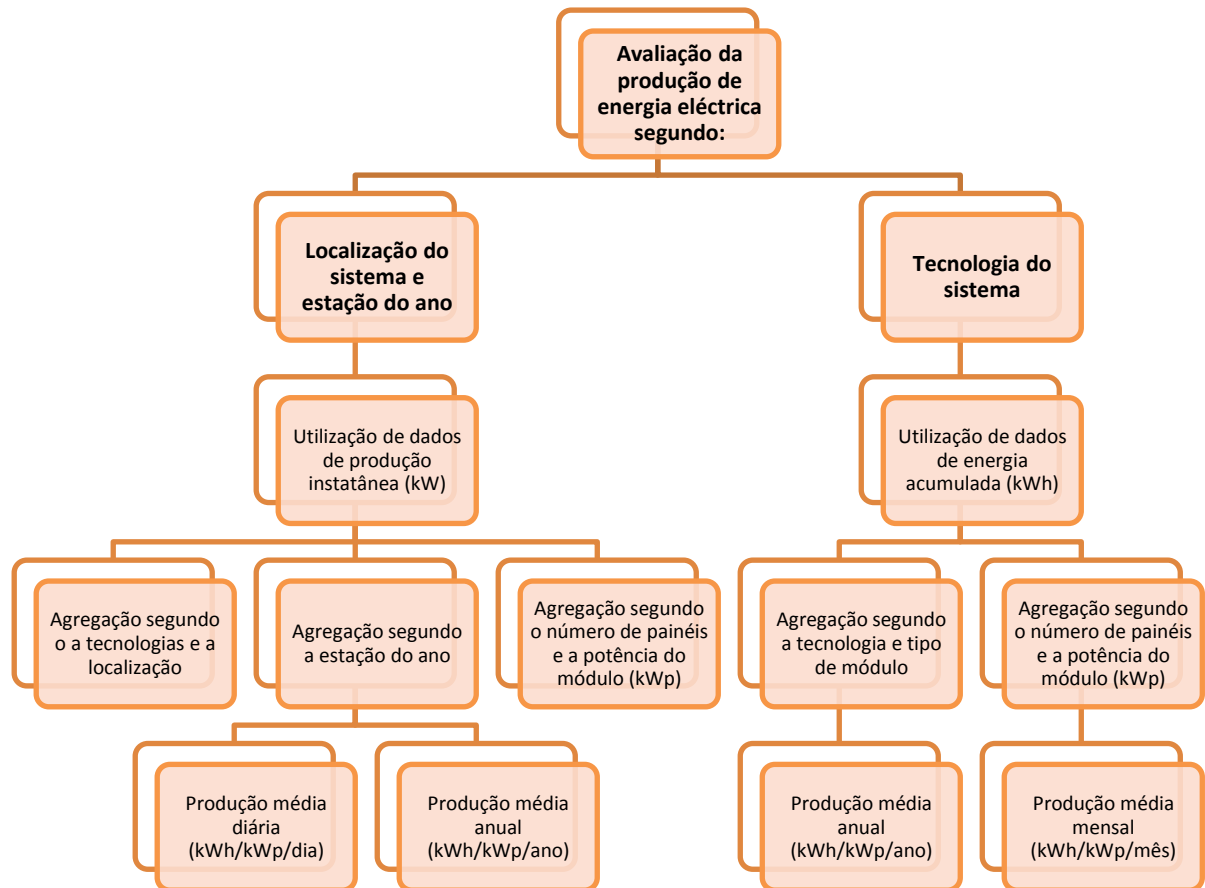 Avaliação da
produção de
energia eléctrica
segundo:
Localização do
sistema e
estação do ano
Tecnologia do
sistema
Utilização de dados
de produção
instatânea (kW)
Utilização de dados
de energia
acumulada (kWh)
Agregação segundo
o a tecnologias e a
localização
Agregação segundo
a estação do ano
Agregação segundo
o número de painéis
e a potência do
módulo (kWp)
Agregação segundo
a tecnologia e tipo
de módulo
Agregação segundo
o número de painéis
e a potência do
módulo (kWp)
Produção média
diária
(kWh/kWp/dia)
Produção média
anual
(kWh/kWp/ano)
Produção média
anual
(kWh/kWp/ano)
Produção média
mensal
(kWh/kWp/mês)